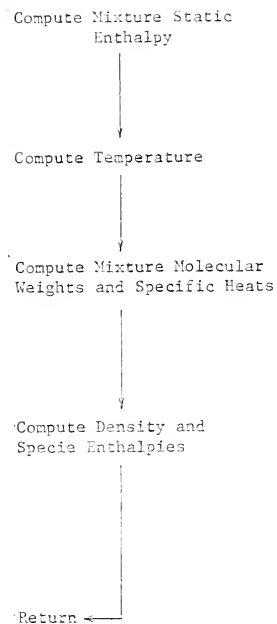 Compute Mixture Static
Enthalpy
Compute Temperature
Compute Mixture Molecular
Weights and Specific Heats
Compute Density and
Specie Enthalpies
Return